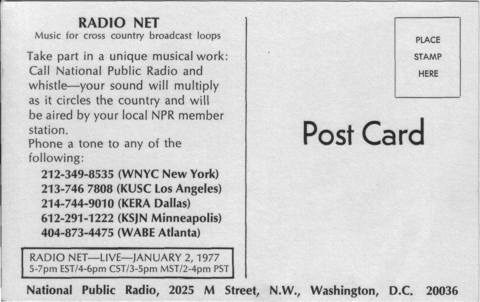 RADIO NET
Music for cross country broadcast loops
Take part in a unique musical work:
Call National Public Radio and
whistle—your sound will multiply
as it circles the country and will
be aired by your local NPR member
station.
Phone a tone to any of the
following:
212-349-8535 (WNYC New York)
213-746 7808 (KUSC Los Angeles)
214-744-9010 (KERA Dallas)
612-291-1222 (KSJN Minneapolis)
404-873-4475 (WABE Atlanta)
RADIO NET—LIVE—JANUARY 2, 1977
5-7pm EST/4-6pm CST/3-5pm MST/2-4pm PST
PLACE
STAMP
HERE
Post Card
National Public Radio, 2025 M Street, N.W., Washington, D.C. 20036